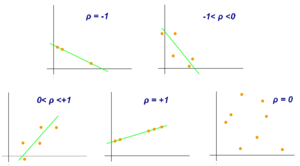 ρ = -1
-1< ρ <0
0< ρ <+1
ρ = +1
ρ = 0